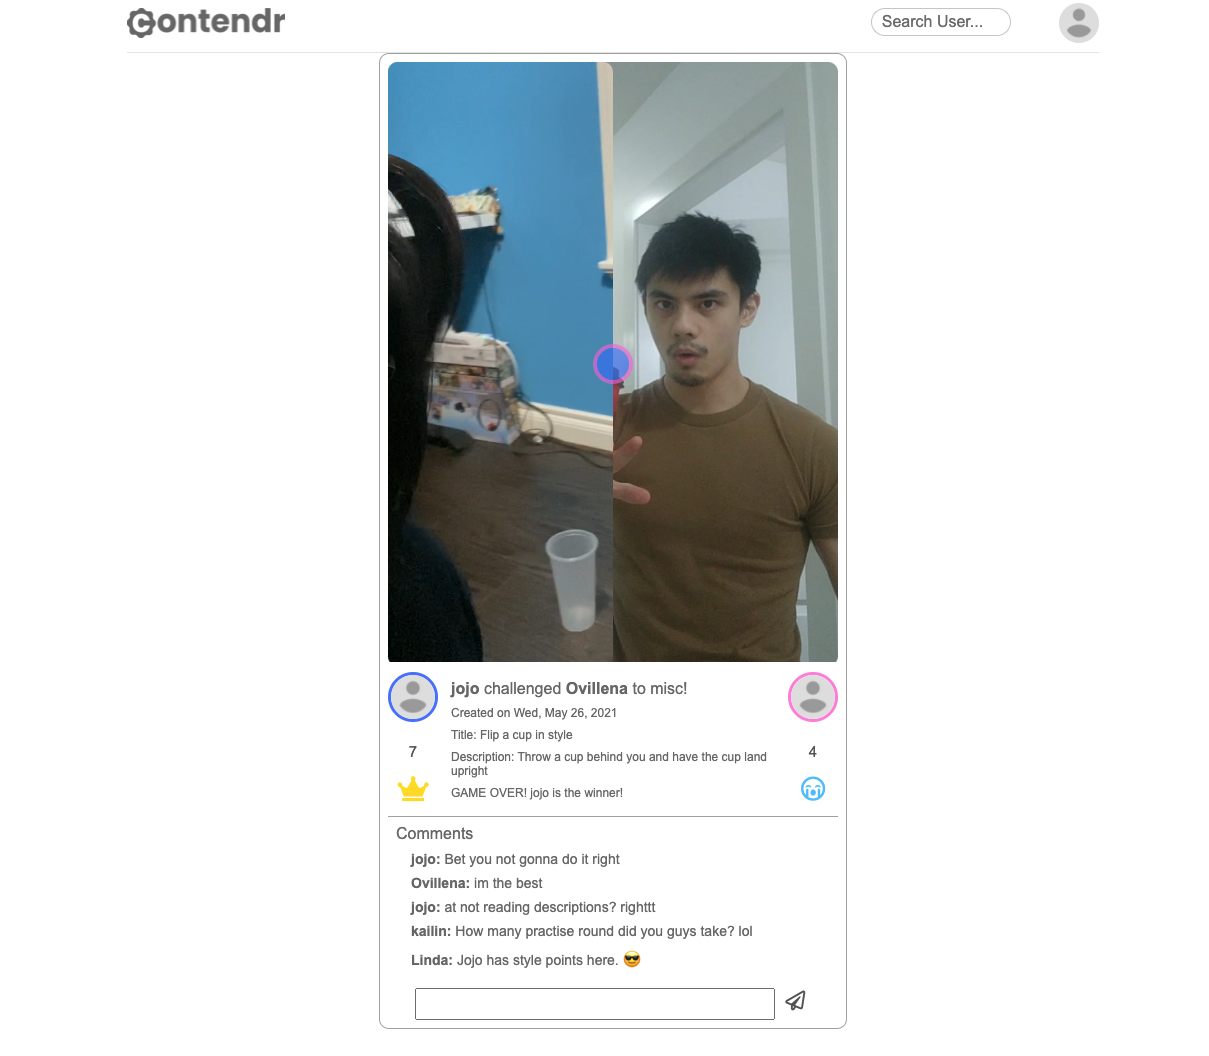 Contendr
Search User...
jojo challenged Ovillena to misc!
Created on Wed, May 26, 2021
Title: Flip a cup in style
7
4
Description: Throw a cup behind you and have the cup land
upright
GAME OVER! jojo is the winner!
Comments
jojo: Bet you not gonna do it right
Ovillena: im the best
jojo: at not reading descriptions? righttt
kailin: How many practise round did you guys take? lol
Linda: Jojo has style points here. 😎